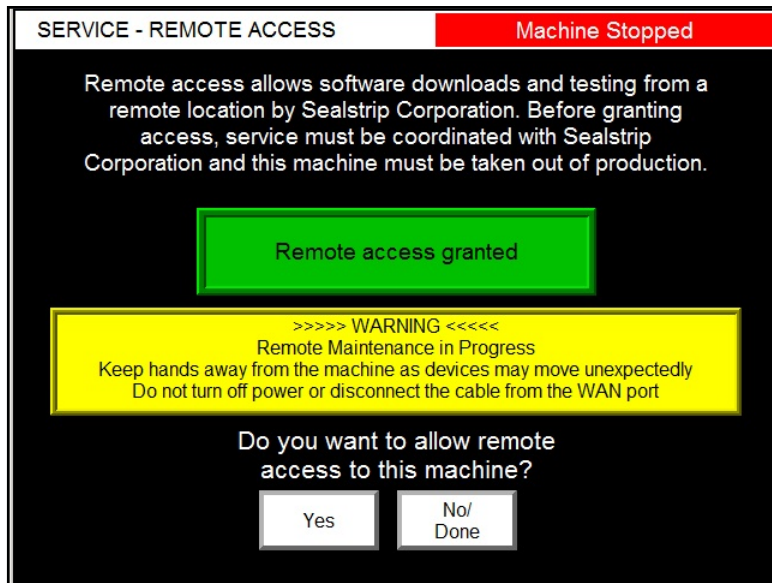 SERVICE - REMOTE ACCESS
Machine Stopped
Remote access allows software downloads and testing from a
remote location by Sealstrip Corporation. Before granting
access, service must be coordinated with Sealstrip
Corporation and this machine must be taken out of production.
Remote access granted
>>>>> WARNING <<<<<
Remote Maintenance in Progress
Keep hands away from the machine as devices may move unexpectedly
Do not turn off power or disconnect the cable from the WAN port
Do you want to allow remote
access to this machine?
Yes
No/
Done